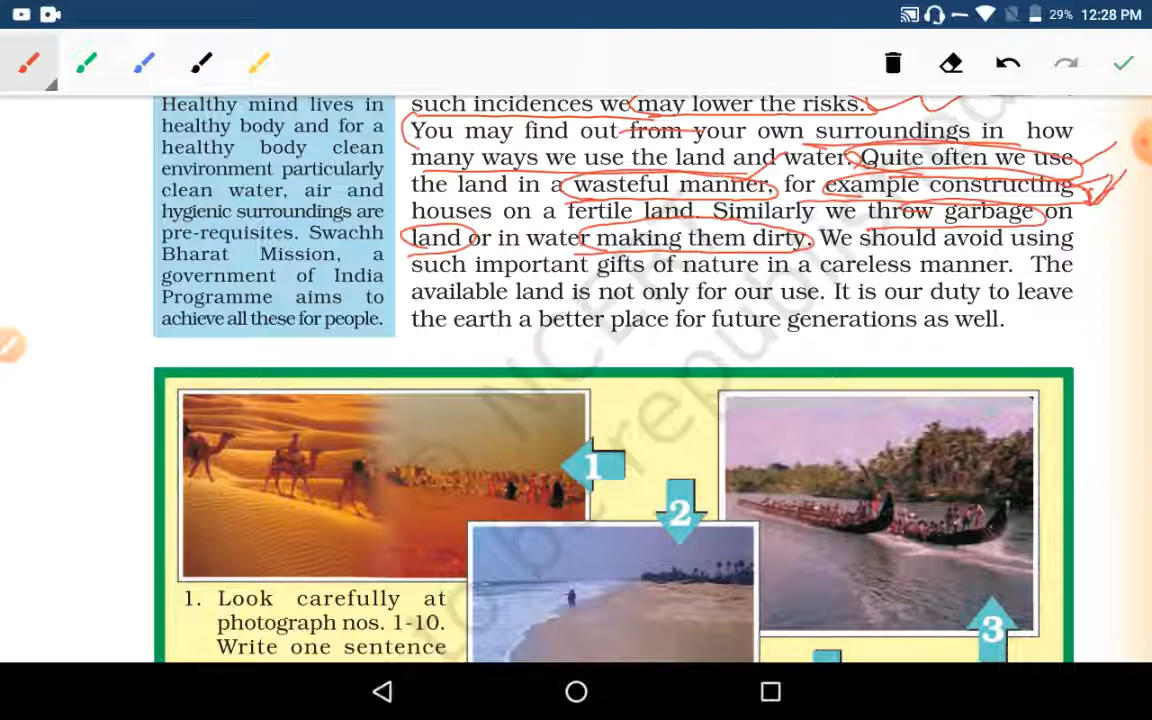 29% 12:28 PM
Healthy mind lives in
healthy body and for a
healthy body clean
environment particularly
clean water, air and
hygienic surroundings are
pre-requisites. Swachh
Bharat Mission, a
government of India
Programme aims to
achieve all these for people.
such incidences we may lower the risks.
You may find out from your own surroundings in how
many ways we use the land and water. Quite often we use
the land in a wasteful manner, for example constructing
houses on a fertile land. Similarly we throw garbage on
land or in water making them dirty. We should avoid using
such important gifts of nature in a careless manner. The
available land is not only for our use. It is our duty to leave
the earth a better place for future generations as well.
1
2
3
1. Look carefully at
photograph nos. 1-10.
Write one sentence